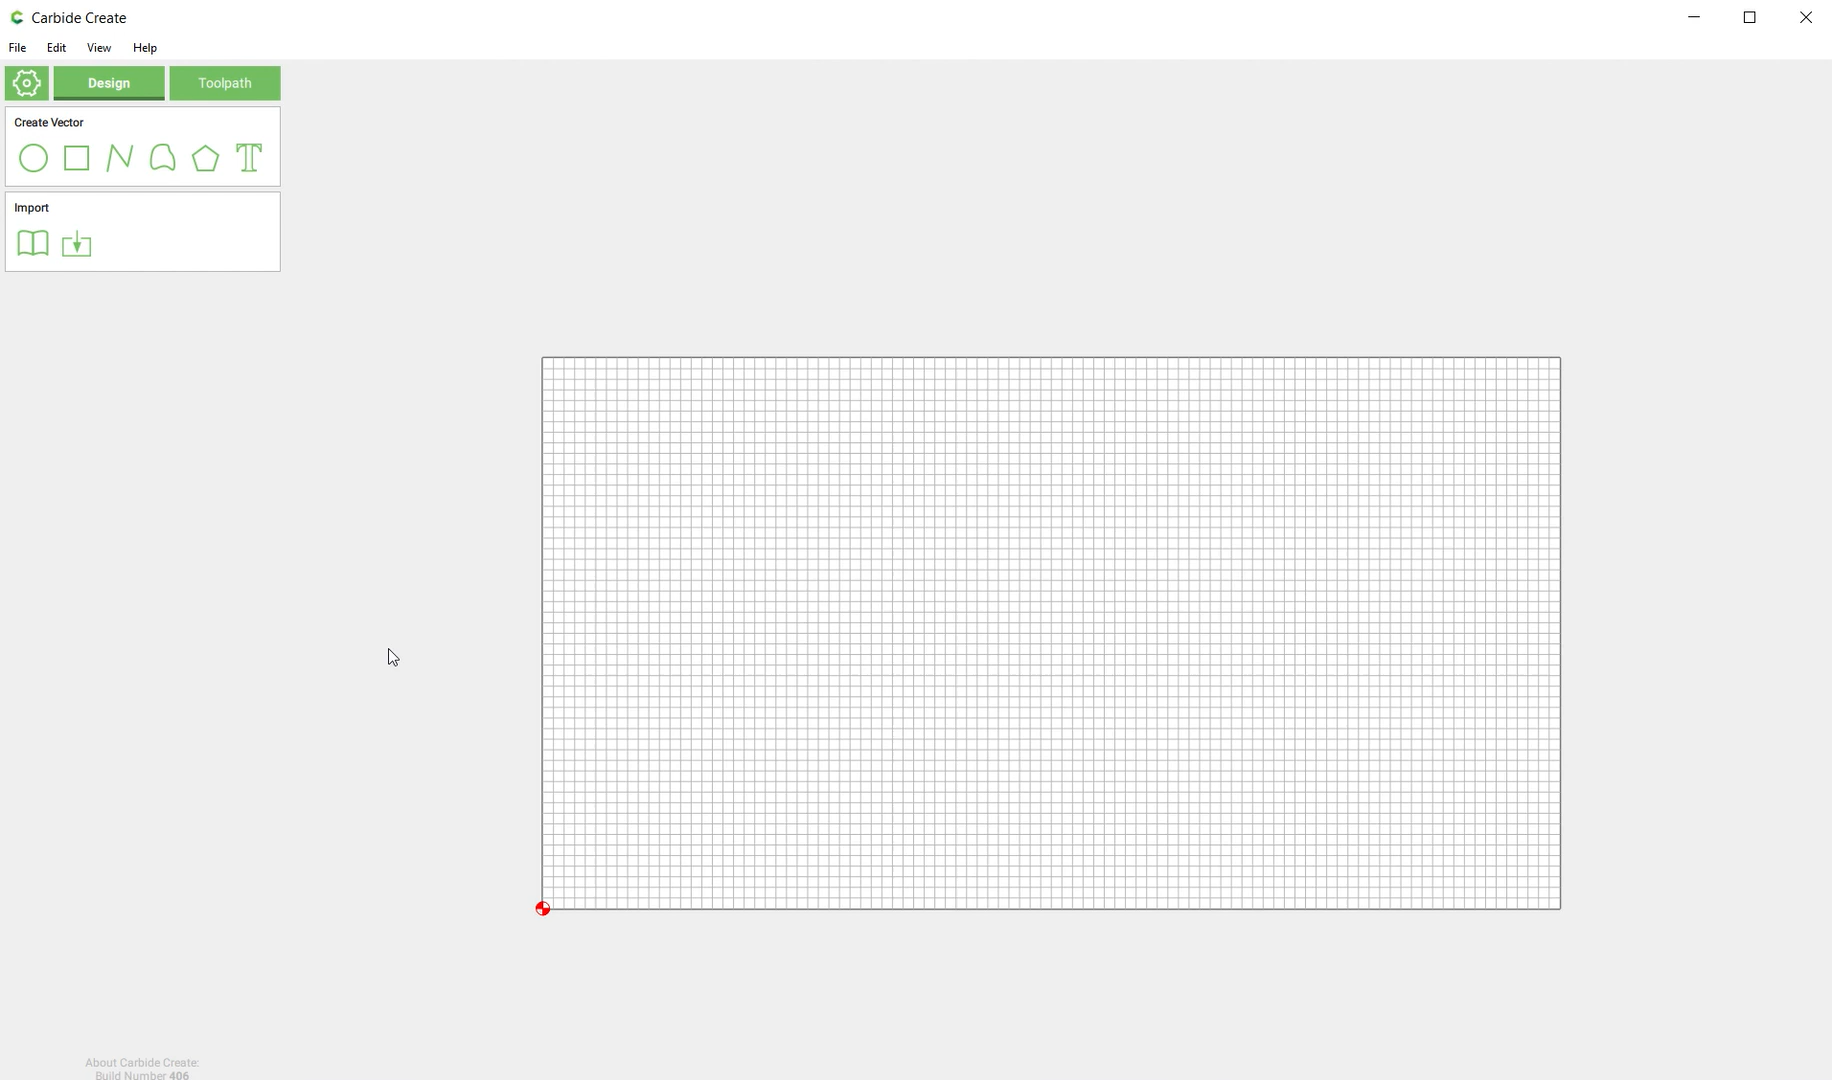 Carbide Create
File Edit View Help
Design Toolpath
Create Vector
Import
About Carbide Create:
Build Number 406